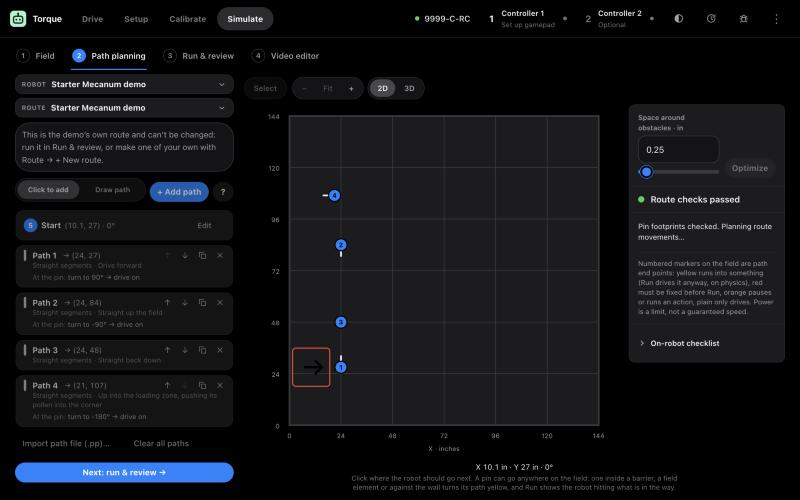 Torque
Drive
Setup
Calibrate
Simulate
9999-C-RC
1
Controller 1
Set up gamepad
2
Controller 2
Optional
1 Field
2 Path planning
3 Run & review
4 Video editor
ROBOT Starter Mecanum demo
ROUTE Starter Mecanum demo
This is the demo's own route and can't be changed:
run it in Run & review, or make one of your own with
Route → + New route.
Click to add
Draw path
+ Add path
?
S Start (10.1, 27) · 0°
Edit
Path 1 → (24, 27)
Straight segments · Drive forward
At the pin: turn to 90° → drive on
Path 2 → (24, 84)
Straight segments · Straight up the field
At the pin: turn to -90° → drive on
Path 3 → (24, 48)
Straight segments · Straight back down
Path 4 → (21, 107)
Straight segments · Up into the loading zone, pushing its
pollen into the corner
At the pin: turn to -180° → drive on
Import path file (.pp)...
Clear all paths
Next: run & review →
Select
− Fit +
2D
3D
144
120
96
72
48
24
0
4
2
3
1
0
24
48
72
96
120
144
X · inches
X 10.1 in · Y 27 in · 0°
Click where the robot should go next. A pin can go anywhere on the field: one inside a barrier, a field
element or against the wall turns its path yellow, and Run shows the robot hitting what is in the way.
Space around
obstacles · in
0.25
Optimize
Route checks passed
Pin footprints checked. Planning route
movements...
Numbered markers on the field are path
end points: yellow runs into something
(Run drives it anyway, on physics), red
must be fixed before Run, orange pauses
or runs an action, plain only drives. Power
is a limit, not a guaranteed speed.
On-robot checklist